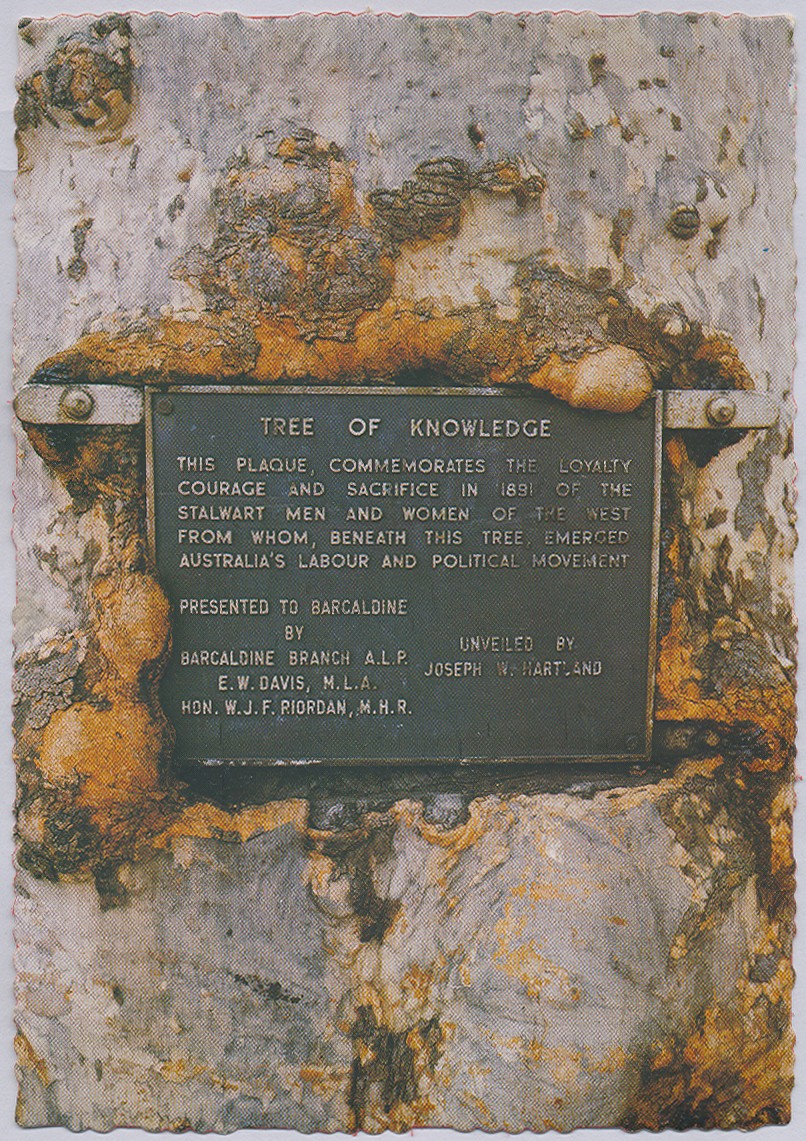 TREE OF KNOWLEDGE
THIS PLAQUE, COMMEMORATES THE LOYALTY
COURAGE AND SACRIFICE IN 1891 OF THE
STALWART MEN AND WOMEN OF THE WEST
FROM WHOM, BENEATH THIS TREE, EMERGED
AUSTRALIA'S LABOUR AND POLITICAL MOVEMENT
PRESENTED TO BARCALDINE
BY
BARCALDINE BRANCH A.L.P.
E.W. DAVIS, M.L.A.
HON. W.J.F. RIORDAN, M.H.R.
UNVEILED BY
JOSEPH W. HARTLAND